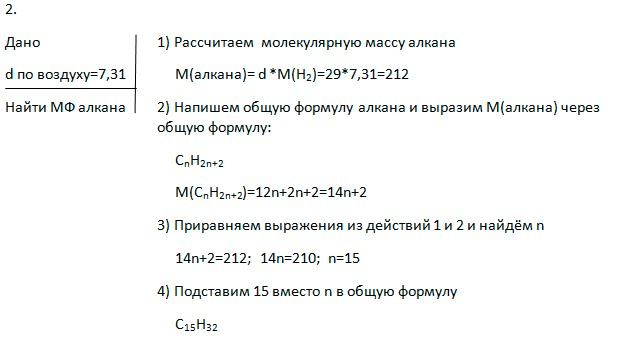 2.
Дано
d по воздуху=7,31
Найти МФ алкана
1) Рассчитаем молекулярную массу алкана
М(алкана)= d *М(H₂)=29*7,31=212
2) Напишем общую формулу алкана и выразим М(алкана) через
общую формулу:
CₙH₂ₙ₊₂
М(CₙH₂ₙ₊₂)=12n+2n+2=14n+2
3) Приравняем выражения из действий 1 и 2 и найдём n
14n+2=212; 14n=210; n=15
4) Подставим 15 вместо n в общую формулу
C₁₅H₃₂